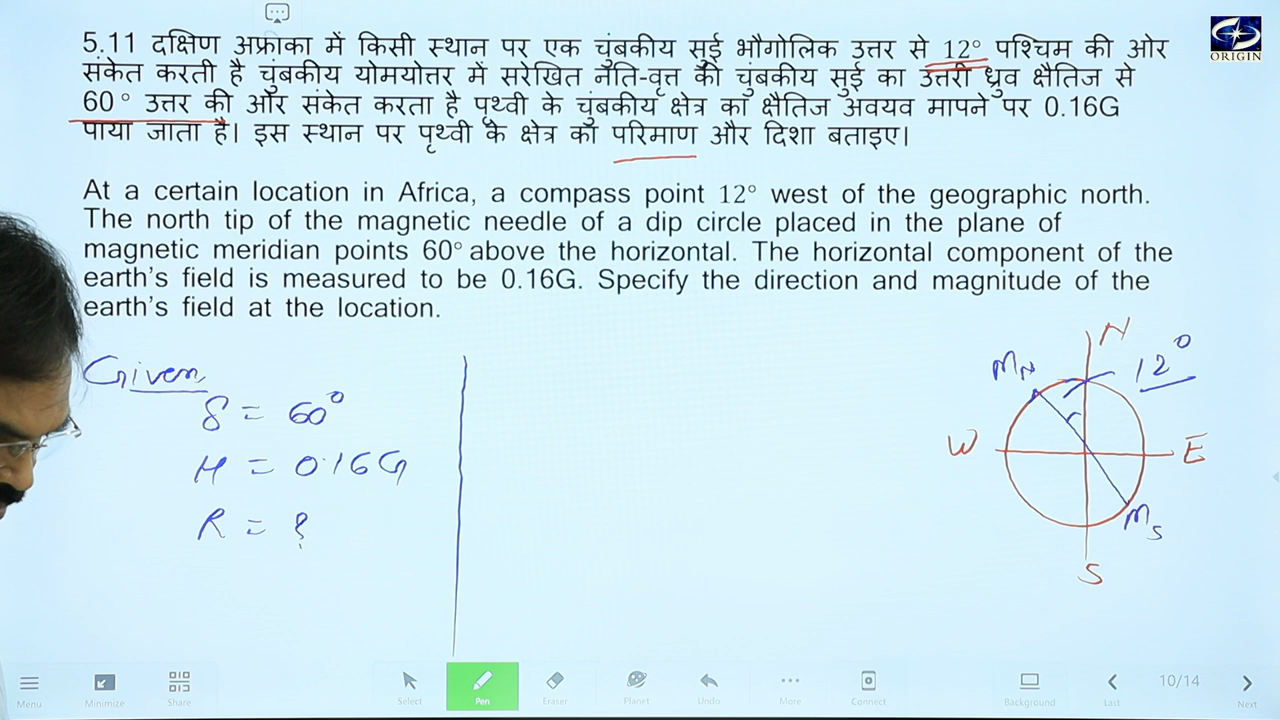 ORIGIN
5.11 दक्षिण अफ्राका में किसी स्थान पर एक चुंबकीय सुई भौगोलिक उत्तर से 12° पश्चिम की ओर
संकेत करती है चुंबकीय योमयोत्तर में सरेखित नति-वृत्त की चुंबकीय सुई का उत्तरी ध्रुव क्षैतिज से
60° उत्तर की ओर संकेत करता है पृथ्वी के चुंबकीय क्षेत्र का क्षैतिज अवयव मापने पर 0.16G
पाया जाता है। इस स्थान पर पृथ्वी के क्षेत्र का परिमाण और दिशा बताइए।
At a certain location in Africa, a compass point 12° west of the geographic north.
The north tip of the magnetic needle of a dip circle placed in the plane of
magnetic meridian points 60° above the horizontal. The horizontal component of the
earth's field is measured to be 0.16G. Specify the direction and magnitude of the
earth's field at the location.
Given
δ = 60°
H = 0.16G
R = ?
N
MN
12°
W
E
MS
S
Menu
Minimize
Share
Select
Pen
Eraser
Planet
Undo
More
Connect
Background
Last
10/14
Next